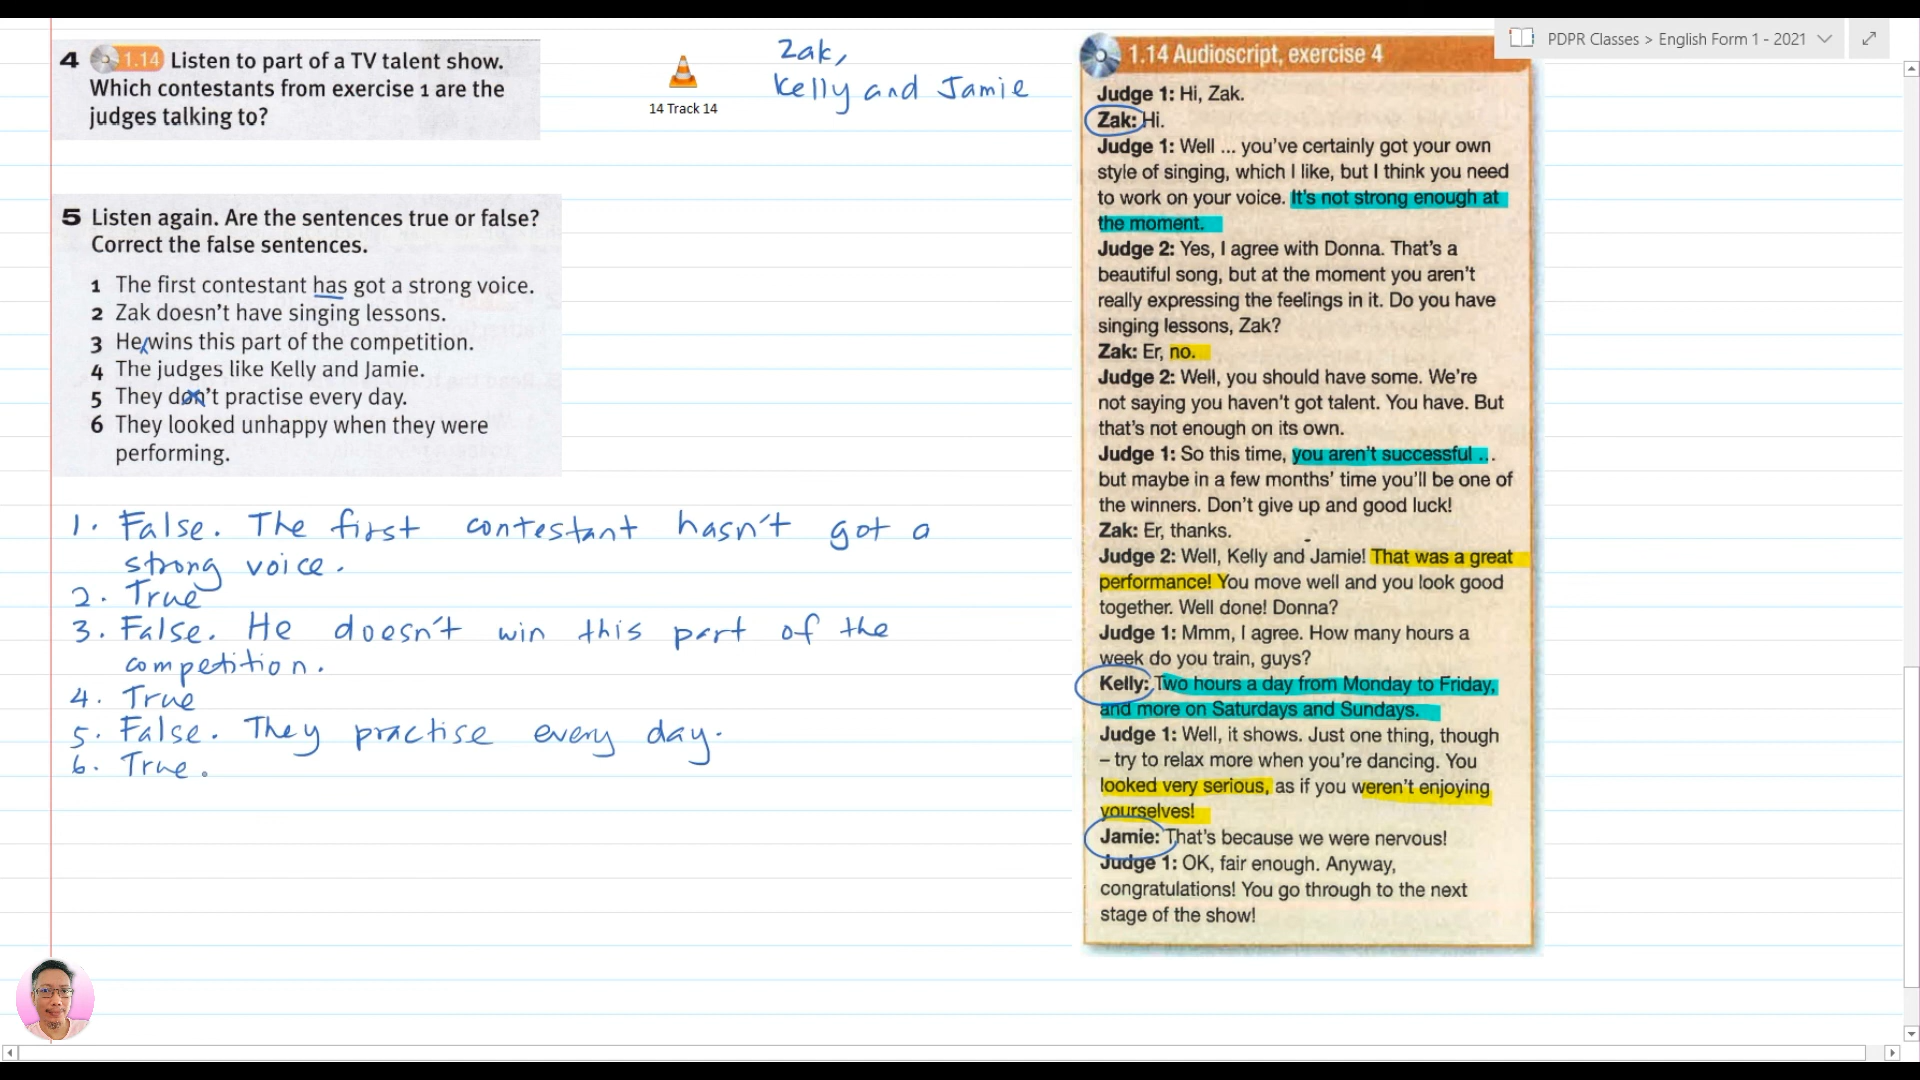 PDPR Classes > English Form 1 - 2021
4 1.14 Listen to part of a TV talent show.
Which contestants from exercise 1 are the
judges talking to?
14 Track 14
Zak,
Kelly and Jamie
5 Listen again. Are the sentences true or false?
Correct the false sentences.
1 The first contestant has got a strong voice.
2 Zak doesn't have singing lessons.
3 He wins this part of the competition.
4 The judges like Kelly and Jamie.
5 They don't practise every day.
6 They looked unhappy when they were
performing.
1. False. The first contestant hasn't got a
strong voice.
2. True
3. False. He doesn't win this part of the
competition.
4. True
5. False. They practise every day.
6. True.
1.14 Audioscript, exercise 4
Judge 1: Hi, Zak.
Zak: Hi.
Judge 1: Well ... you've certainly got your own
style of singing, which I like, but I think you need
to work on your voice. It's not strong enough at
the moment.
Judge 2: Yes, I agree with Donna. That's a
beautiful song, but at the moment you aren't
really expressing the feelings in it. Do you have
singing lessons, Zak?
Zak: Er, no.
Judge 2: Well, you should have some. We're
not saying you haven't got talent. You have. But
that's not enough on its own.
Judge 1: So this time, you aren't successful ...
but maybe in a few months' time you'll be one of
the winners. Don't give up and good luck!
Zak: Er, thanks.
Judge 2: Well, Kelly and Jamie! That was a great
performance! You move well and you look good
together. Well done! Donna?
Judge 1: Mmm, I agree. How many hours a
week do you train, guys?
Kelly: Two hours a day from Monday to Friday,
and more on Saturdays and Sundays.
Judge 1: Well, it shows. Just one thing, though
– try to relax more when you're dancing. You
looked very serious, as if you weren't enjoying
yourselves!
Jamie: That's because we were nervous!
Judge 1: OK, fair enough. Anyway,
congratulations! You go through to the next
stage of the show!